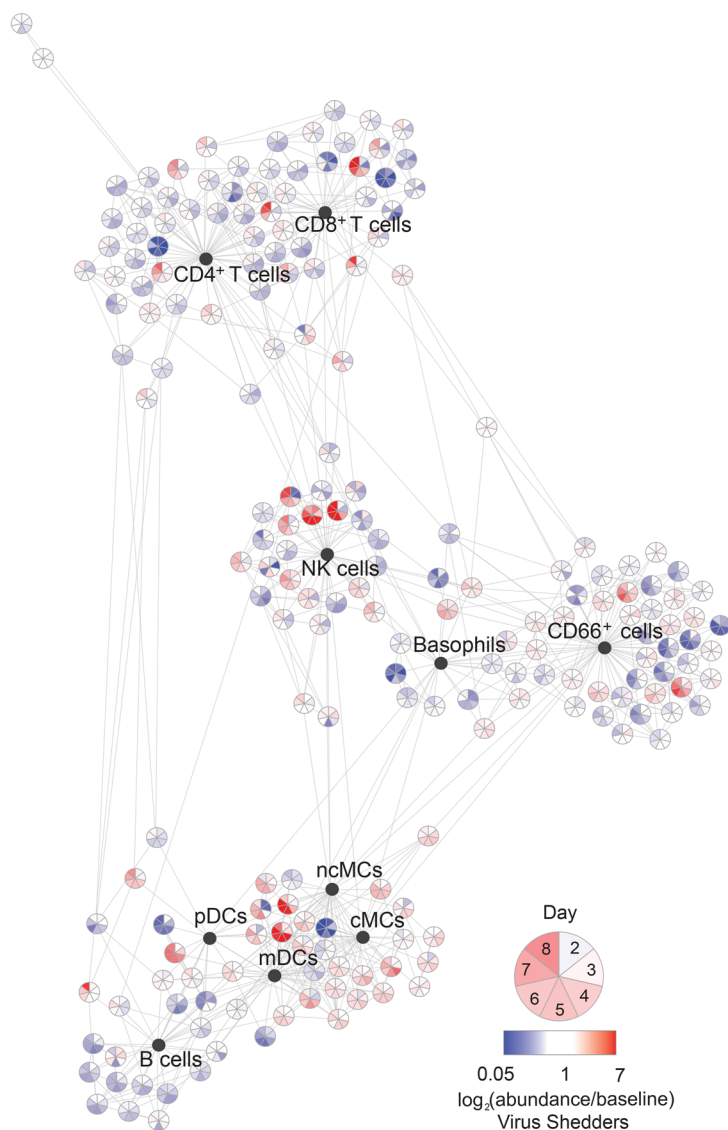 CD8⁺ T cells
CD4⁺ T cells
NK cells
CD66⁺ cells
Basophils
ncMCs
pDCs
cMCs
mDCs
B cells
Day
8 2
7 3
6 5 4
0.05 1 7
log₂(abundance/baseline)
Virus Shedders